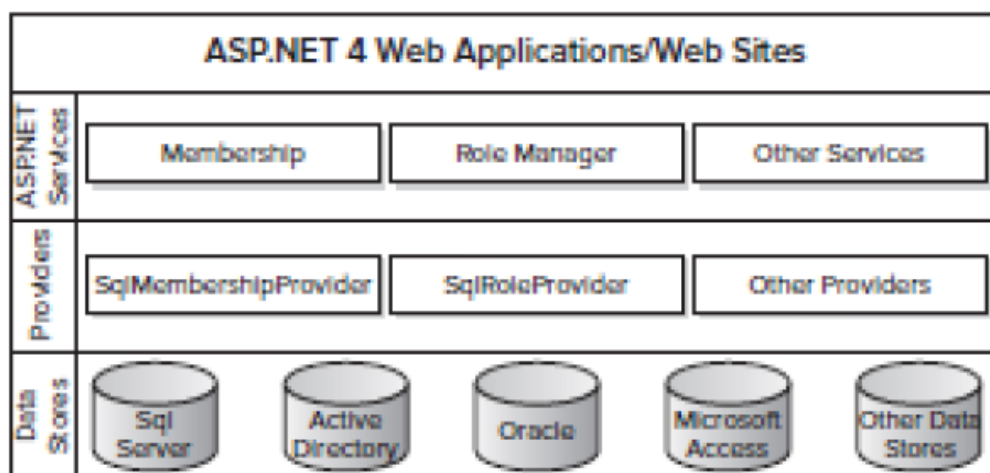 ASP.NET 4 Web Applications/Web Sites
ASP.NET
Services
Membership
Role Manager
Other Services
Providers
SqlMembershipProvider
SqlRoleProvider
Other Providers
Data
Stores
Sql
Server
Active
Directory
Oracle
Microsoft
Access
Other Data
Stores